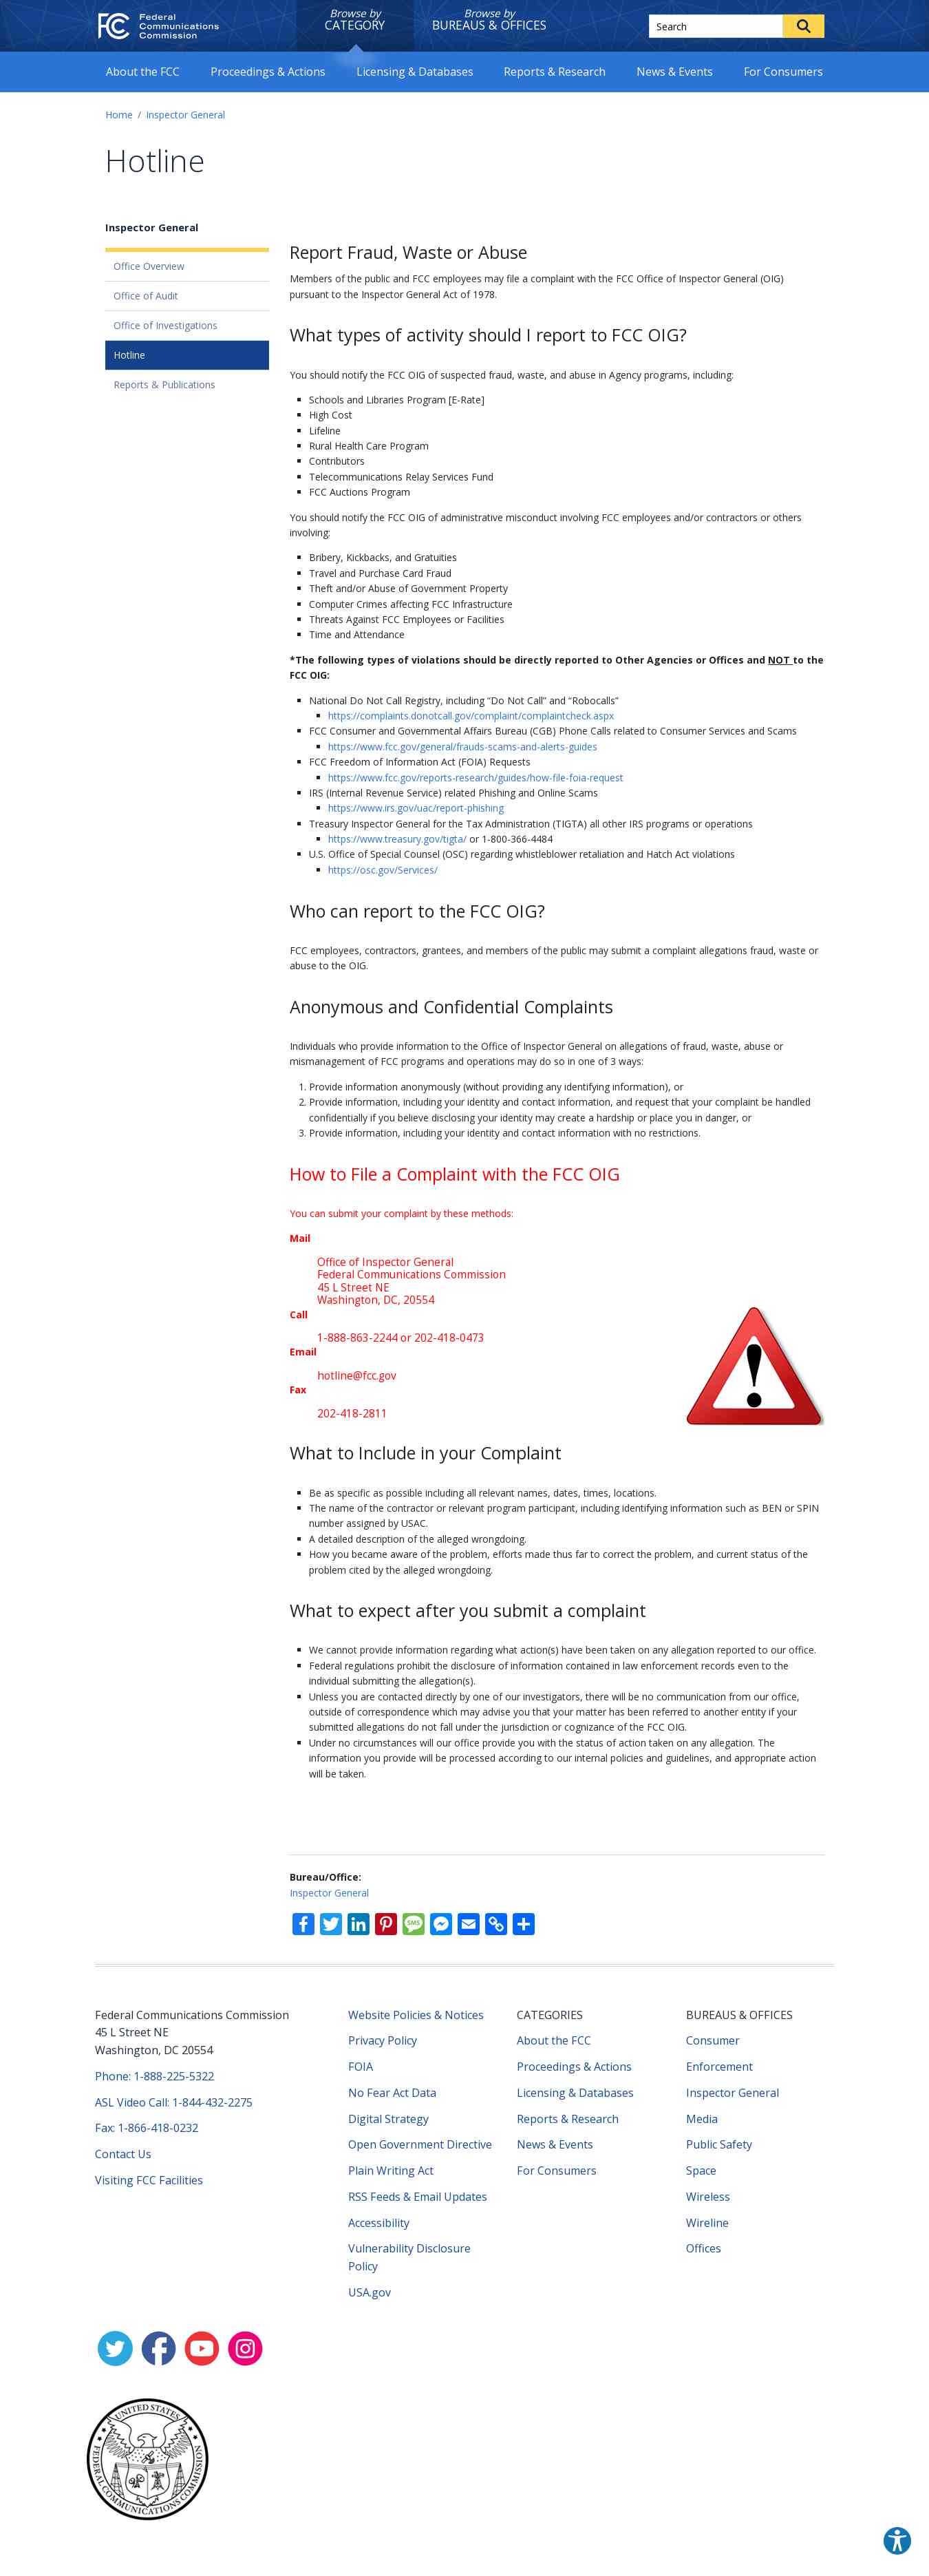 FC Federal
Communications
Commission
Browse by
CATEGORY
Browse by
BUREAUS & OFFICES
Search
About the FCC
Proceedings & Actions
Licensing & Databases
Reports & Research
News & Events
For Consumers
Home / Inspector General
Hotline
Inspector General
Office Overview
Office of Audit
Office of Investigations
Hotline
Reports & Publications
Report Fraud, Waste or Abuse
Members of the public and FCC employees may file a complaint with the FCC Office of Inspector General (OIG)
pursuant to the Inspector General Act of 1978.
What types of activity should I report to FCC OIG?
You should notify the FCC OIG of suspected fraud, waste, and abuse in Agency programs, including:
Schools and Libraries Program [E-Rate]
High Cost
Lifeline
Rural Health Care Program
Contributors
Telecommunications Relay Services Fund
FCC Auctions Program
You should notify the FCC OIG of administrative misconduct involving FCC employees and/or contractors or others
involving:
Bribery, Kickbacks, and Gratuities
Travel and Purchase Card Fraud
Theft and/or Abuse of Government Property
Computer Crimes affecting FCC Infrastructure
Threats Against FCC Employees or Facilities
Time and Attendance
*The following types of violations should be directly reported to Other Agencies or Offices and NOT to the
FCC OIG:
National Do Not Call Registry, including “Do Not Call” and “Robocalls”
https://complaints.donotcall.gov/complaint/complaintcheck.aspx
FCC Consumer and Governmental Affairs Bureau (CGB) Phone Calls related to Consumer Services and Scams
https://www.fcc.gov/general/frauds-scams-and-alerts-guides
FCC Freedom of Information Act (FOIA) Requests
https://www.fcc.gov/reports-research/guides/how-file-foia-request
IRS (Internal Revenue Service) related Phishing and Online Scams
https://www.irs.gov/uac/report-phishing
Treasury Inspector General for the Tax Administration (TIGTA) all other IRS programs or operations
https://www.treasury.gov/tigta/ or 1-800-366-4484
U.S. Office of Special Counsel (OSC) regarding whistleblower retaliation and Hatch Act violations
https://osc.gov/Services/
Who can report to the FCC OIG?
FCC employees, contractors, grantees, and members of the public may submit a complaint allegations fraud, waste or
abuse to the OIG.
Anonymous and Confidential Complaints
Individuals who provide information to the Office of Inspector General on allegations of fraud, waste, abuse or
mismanagement of FCC programs and operations may do so in one of 3 ways:
1. Provide information anonymously (without providing any identifying information), or
2. Provide information, including your identity and contact information, and request that your complaint be handled
confidentially if you believe disclosing your identity may create a hardship or place you in danger, or
3. Provide information, including your identity and contact information with no restrictions.
How to File a Complaint with the FCC OIG
You can submit your complaint by these methods:
Mail
Office of Inspector General
Federal Communications Commission
45 L Street NE
Washington, DC, 20554
Call
1-888-863-2244 or 202-418-0473
Email
hotline@fcc.gov
Fax
202-418-2811
!
What to Include in your Complaint
Be as specific as possible including all relevant names, dates, times, locations.
The name of the contractor or relevant program participant, including identifying information such as BEN or SPIN
number assigned by USAC.
A detailed description of the alleged wrongdoing.
How you became aware of the problem, efforts made thus far to correct the problem, and current status of the
problem cited by the alleged wrongdoing.
What to expect after you submit a complaint
We cannot provide information regarding what action(s) have been taken on any allegation reported to our office.
Federal regulations prohibit the disclosure of information contained in law enforcement records even to the
individual submitting the allegation(s).
Unless you are contacted directly by one of our investigators, there will be no communication from our office,
outside of correspondence which may advise you that your matter has been referred to another entity if your
submitted allegations do not fall under the jurisdiction or cognizance of the FCC OIG.
Under no circumstances will our office provide you with the status of action taken on any allegation. The
information you provide will be processed according to our internal policies and guidelines, and appropriate action
will be taken.
Bureau/Office:
Inspector General
SMS
Federal Communications Commission
45 L Street NE
Washington, DC 20554
Phone: 1-888-225-5322
ASL Video Call: 1-844-432-2275
Fax: 1-866-418-0232
Contact Us
Visiting FCC Facilities
Website Policies & Notices
Privacy Policy
FOIA
No Fear Act Data
Digital Strategy
Open Government Directive
Plain Writing Act
RSS Feeds & Email Updates
Accessibility
Vulnerability Disclosure
Policy
USA.gov
CATEGORIES
About the FCC
Proceedings & Actions
Licensing & Databases
Reports & Research
News & Events
For Consumers
BUREAUS & OFFICES
Consumer
Enforcement
Inspector General
Media
Public Safety
Space
Wireless
Wireline
Offices
UNITED STATES
FEDERAL COMMUNICATIONS COMMISSION